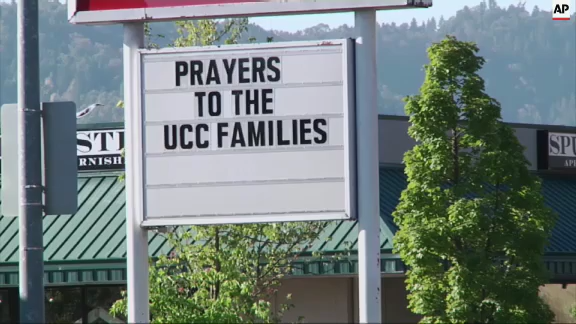 AP
PRAYERS
TO THE
UCC FAMILIES